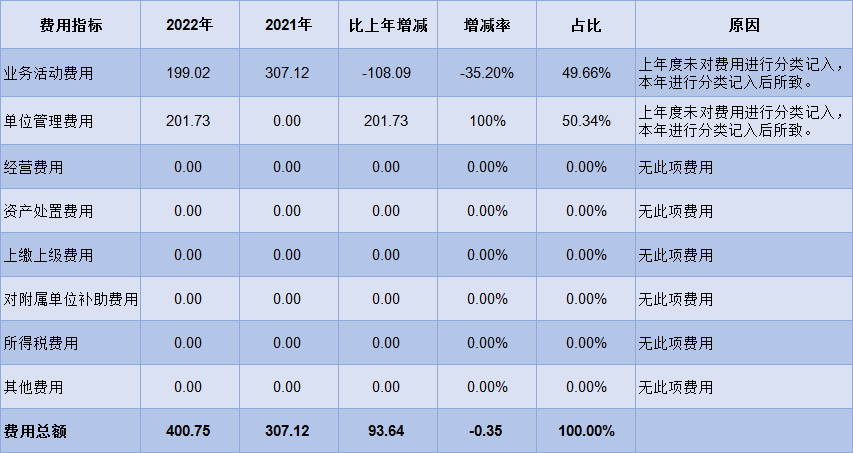 费用指标 2022年 2021年 比上年增减 增减率 占比 原因
业务活动费用 199.02 307.12 -108.09 -35.20% 49.66% 上年度未对费用进行分类记入，
本年进行分类记入后所致。
单位管理费用 201.73 0.00 201.73 100% 50.34% 上年度未对费用进行分类记入，
本年进行分类记入后所致。
经营费用 0.00 0.00 0.00 0.00% 0.00% 无此项费用
资产处置费用 0.00 0.00 0.00 0.00% 0.00% 无此项费用
上缴上级费用 0.00 0.00 0.00 0.00% 0.00% 无此项费用
对附属单位补助费用 0.00 0.00 0.00 0.00% 0.00% 无此项费用
所得税费用 0.00 0.00 0.00 0.00% 0.00% 无此项费用
其他费用 0.00 0.00 0.00 0.00% 0.00% 无此项费用
费用总额 400.75 307.12 93.64 -0.35 100.00%